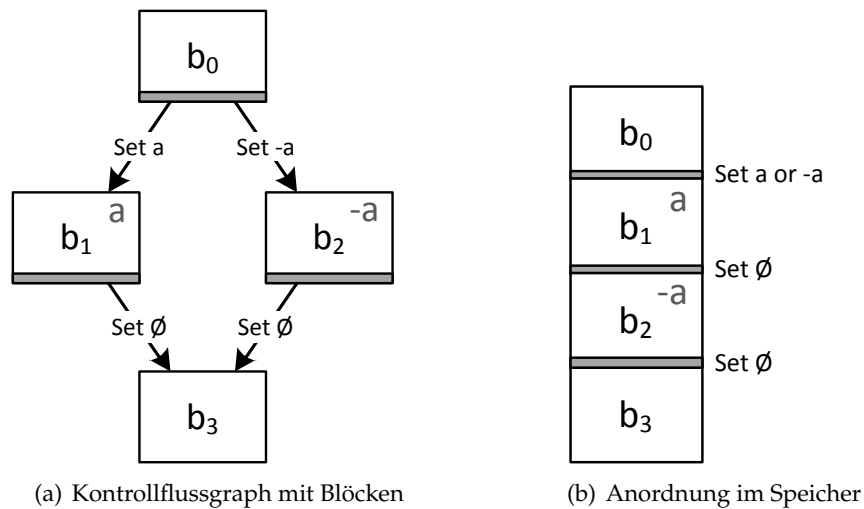 b0
Set a
Set -a
a
b1
-a
b2
Set Ø
Set Ø
b3
(a) Kontrollflussgraph mit Blöcken
b0
Set a or -a
a
b1
Set Ø
-a
b2
Set Ø
b3
(b) Anordnung im Speicher